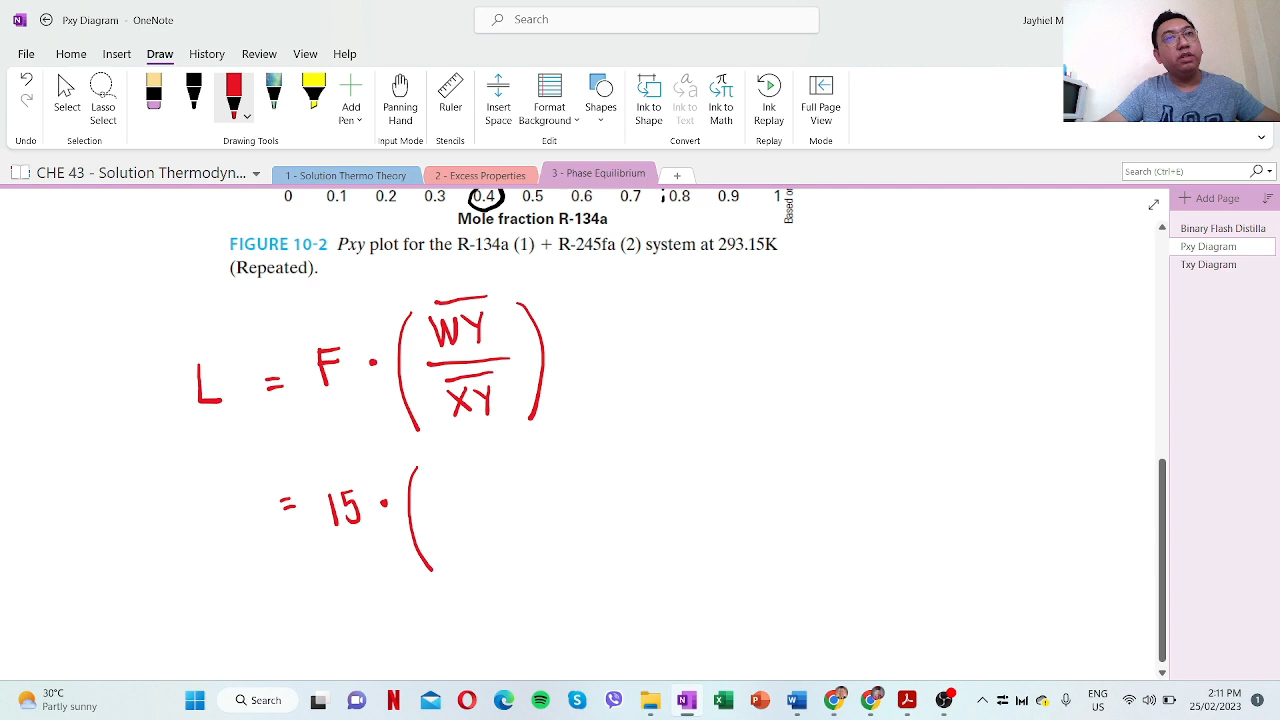 Pxy Diagram - OneNote
Search
Jayhiel M
File Home Insert Draw History Review View Help
Undo
Select
Lasso Select
Add Pen
Panning Hand
Ruler
Insert Space
Format Background
Shapes
Ink to Shape
Ink to Text
Ink to Math
Ink Replay
Full Page View
Undo Selection Drawing Tools Input Mode Stencils Edit Convert Replay Mode
CHE 43 - Solution Thermodyn...
1 - Solution Thermo Theory
2 - Excess Properties
3 - Phase Equilibrium
+
Search (Ctrl+E)
Add Page
Binary Flash Distilla
Pxy Diagram
Txy Diagram
0 0.1 0.2 0.3 0.4 0.5 0.6 0.7 0.8 0.9 1
Based or
Mole fraction R-134a
FIGURE 10-2 Pxy plot for the R-134a (1) + R-245fa (2) system at 293.15K
(Repeated).
L = F · ( W̅Y̅ / X̅Y̅ )
= 15 · (
30°C
Partly sunny
Search
ENG
US
2:11 PM
25/02/2023
1